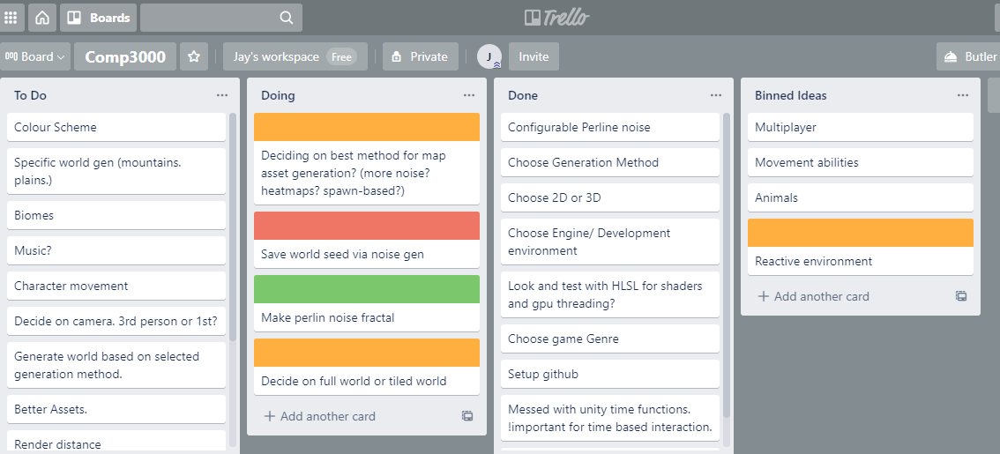 Boards
Trello
Board
Comp3000
Jay's workspace
Free
Private
J
Invite
Butler
To Do
Colour Scheme
Specific world gen (mountains.
plains.)
Biomes
Music?
Character movement
Decide on camera. 3rd person or 1st?
Generate world based on selected
generation method.
Better Assets.
Render distance
Doing
Deciding on best method for map
asset generation? (more noise?
heatmaps? spawn-based?)
Save world seed via noise gen
Make perlin noise fractal
Decide on full world or tiled world
+ Add another card
Done
Configurable Perline noise
Choose Generation Method
Choose 2D or 3D
Choose Engine/ Development
environment
Look and test with HLSL for shaders
and gpu threading?
Choose game Genre
Setup github
Messed with unity time functions.
!important for time based interaction.
Binned Ideas
Multiplayer
Movement abilities
Animals
Reactive environment
+ Add another card